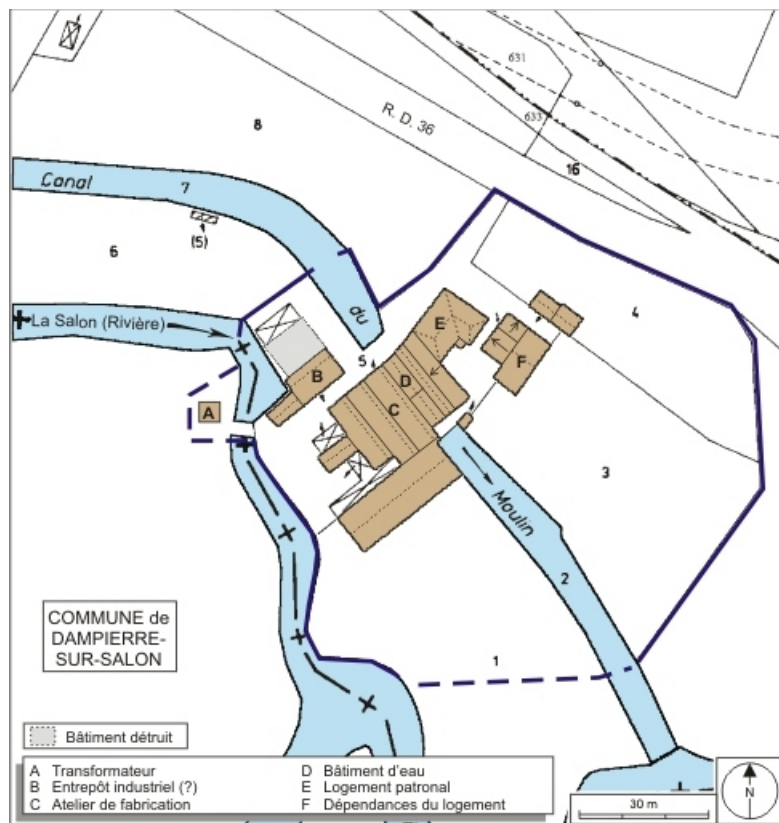 631
633
R. D. 36
16
8
Canal
7
(5)
6
du
4
La Salon (Rivière)
E
5
D
F
B
A
C
3
Moulin
2
COMMUNE de
DAMPIERRE-
SUR-SALON
1
Bâtiment détruit
A Transformateur
B Entrepôt industriel (?)
C Atelier de fabrication
D Bâtiment d'eau
E Logement patronal
F Dépendances du logement
30 m
N